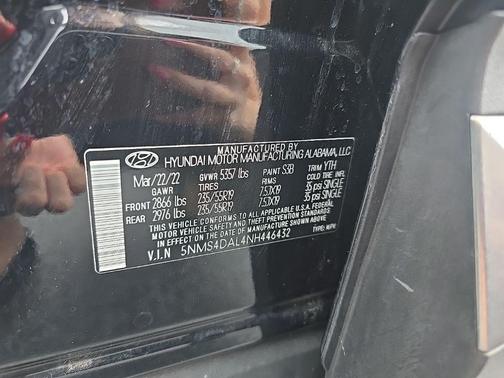 MANUFACTURED BY
HYUNDAI MOTOR MANUFACTURING ALABAMA, LLC
Mar/22/22 GVWR 5357 lbs PAINT S3B TRIM YTH
GAWR TIRES RIMS COLD TIRE INFL.
FRONT 2866 lbs 235/55R19 7.5JX19 35 psi SINGLE
REAR 2976 lbs 235/55R19 7.5JX19 35 psi SINGLE
THIS VEHICLE CONFORMS TO ALL APPLICABLE U.S.A. FEDERAL
MOTOR VEHICLE SAFETY AND THEFT PREVENTION STANDARDS
IN EFFECT ON THE DATE OF MANUFACTURE SHOWN ABOVE.
V.I.N 5NMS4DAL4NH446432 TYPE: MPV